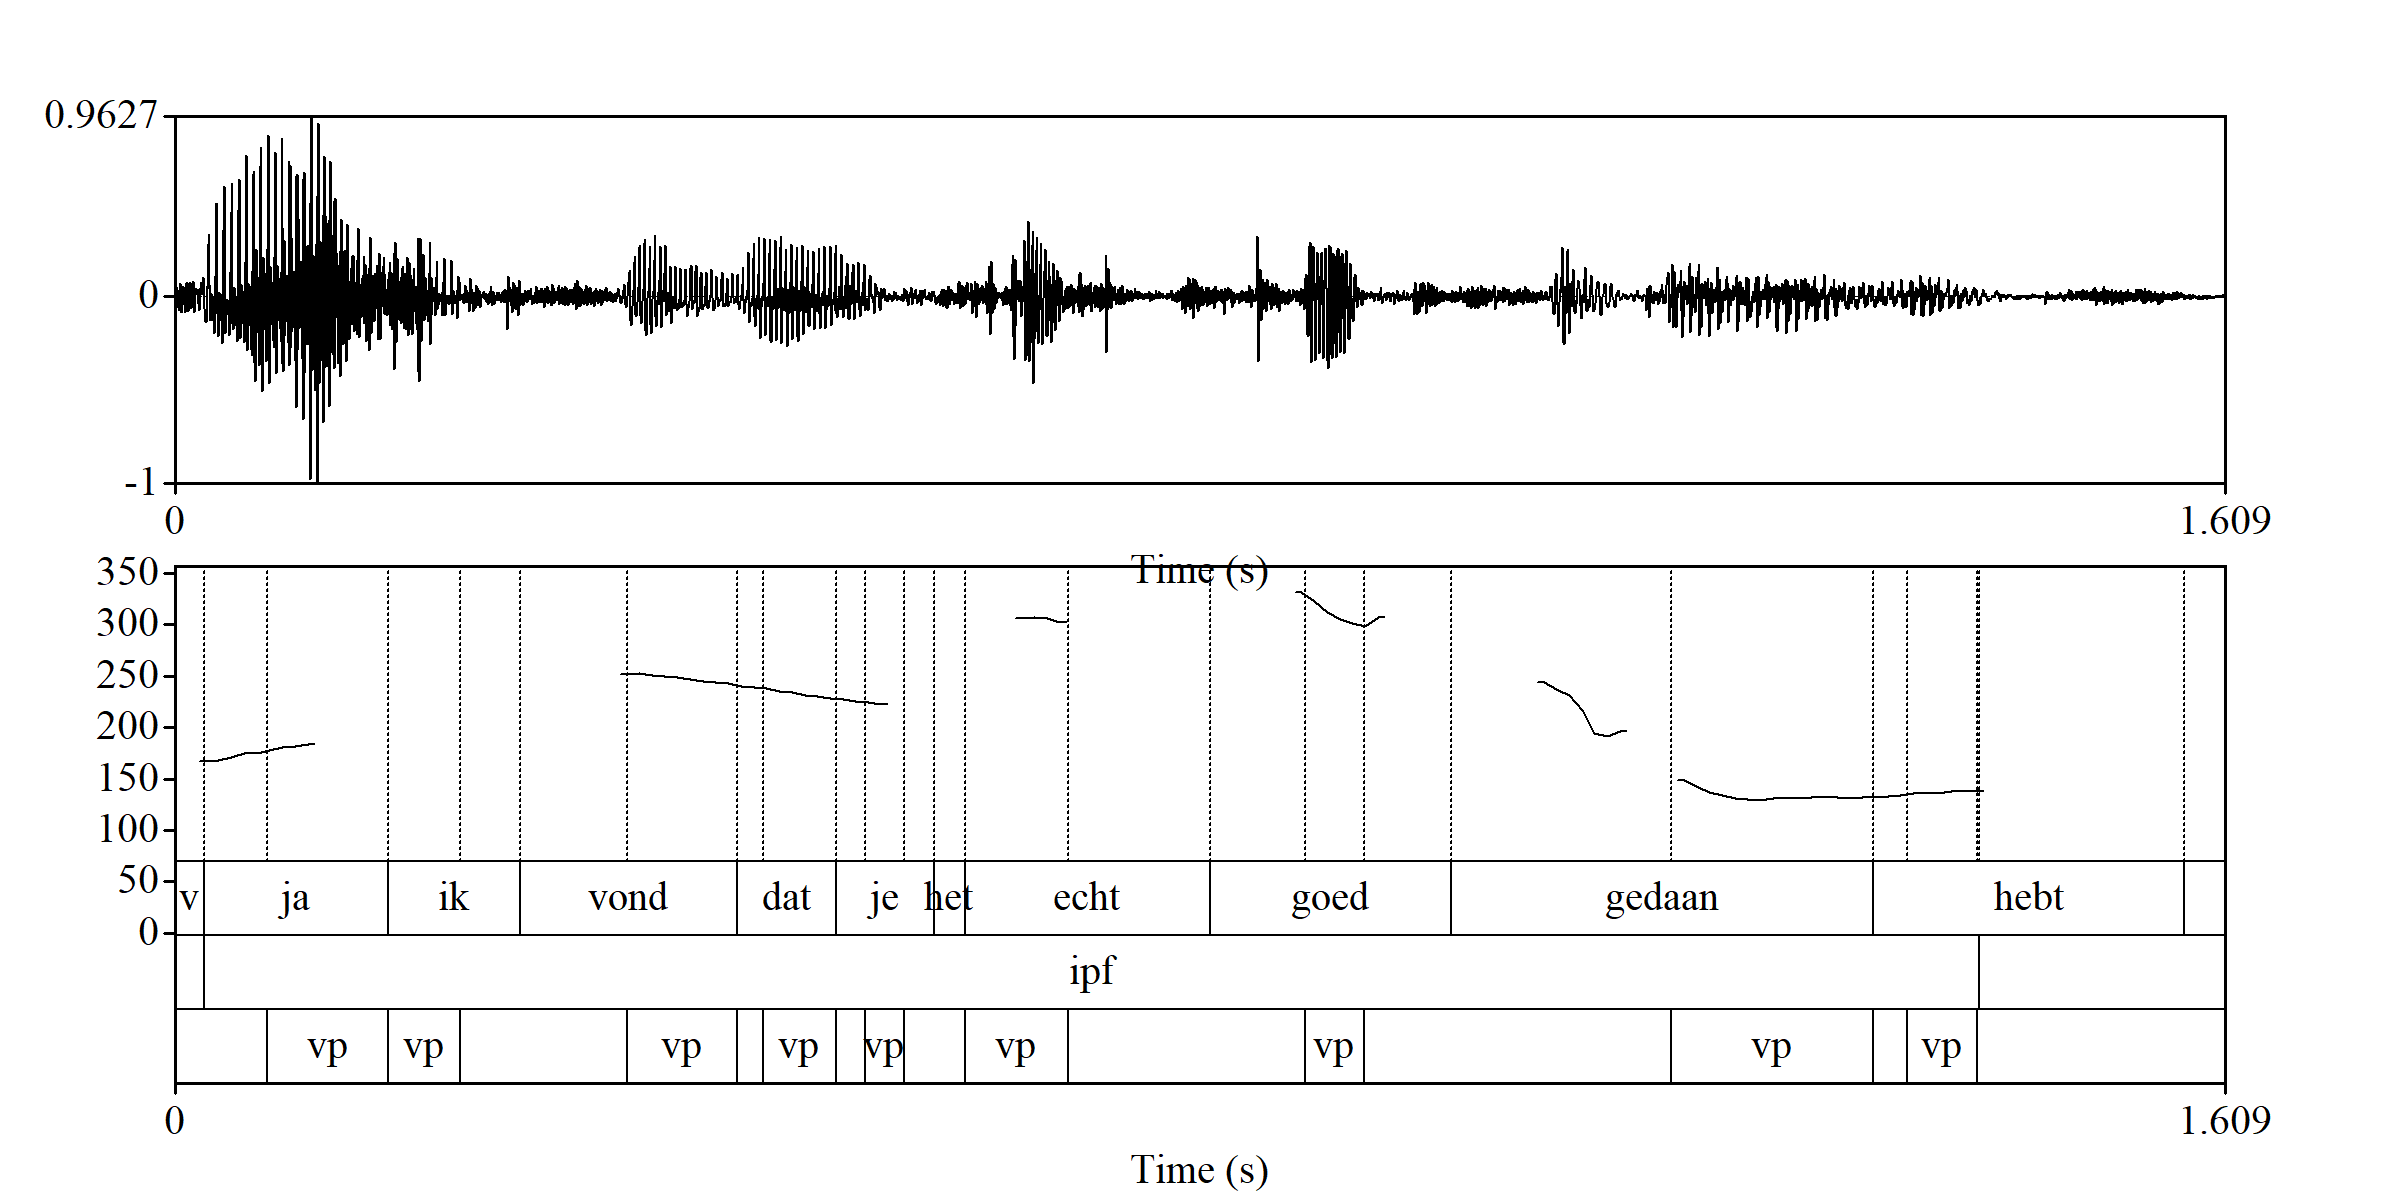 0.9627
0
-1
0 1.609
Time (s)
350
300
250
200
150
100
50
0
v ja ik vond dat je het echt goed gedaan hebt
ipf
vp vp vp vp vp vp vp vp vp
0 1.609
Time (s)